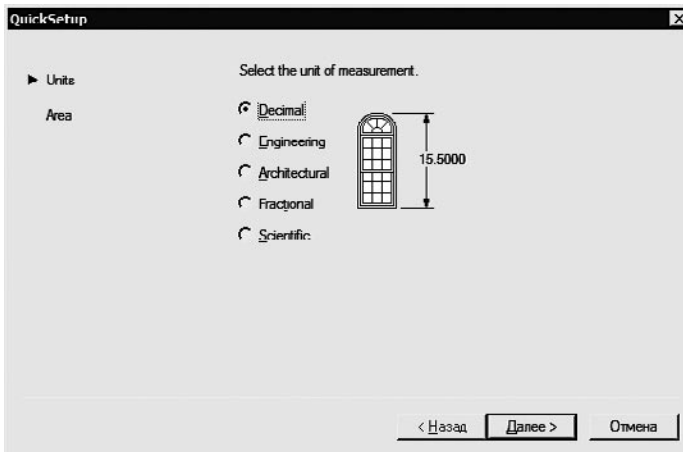 QuickSetup
Units
Area
Select the unit of measurement.
Decimal
Engineering
Architectural
Fractional
Scientific
15.5000
< Назад
Далее >
Отмена